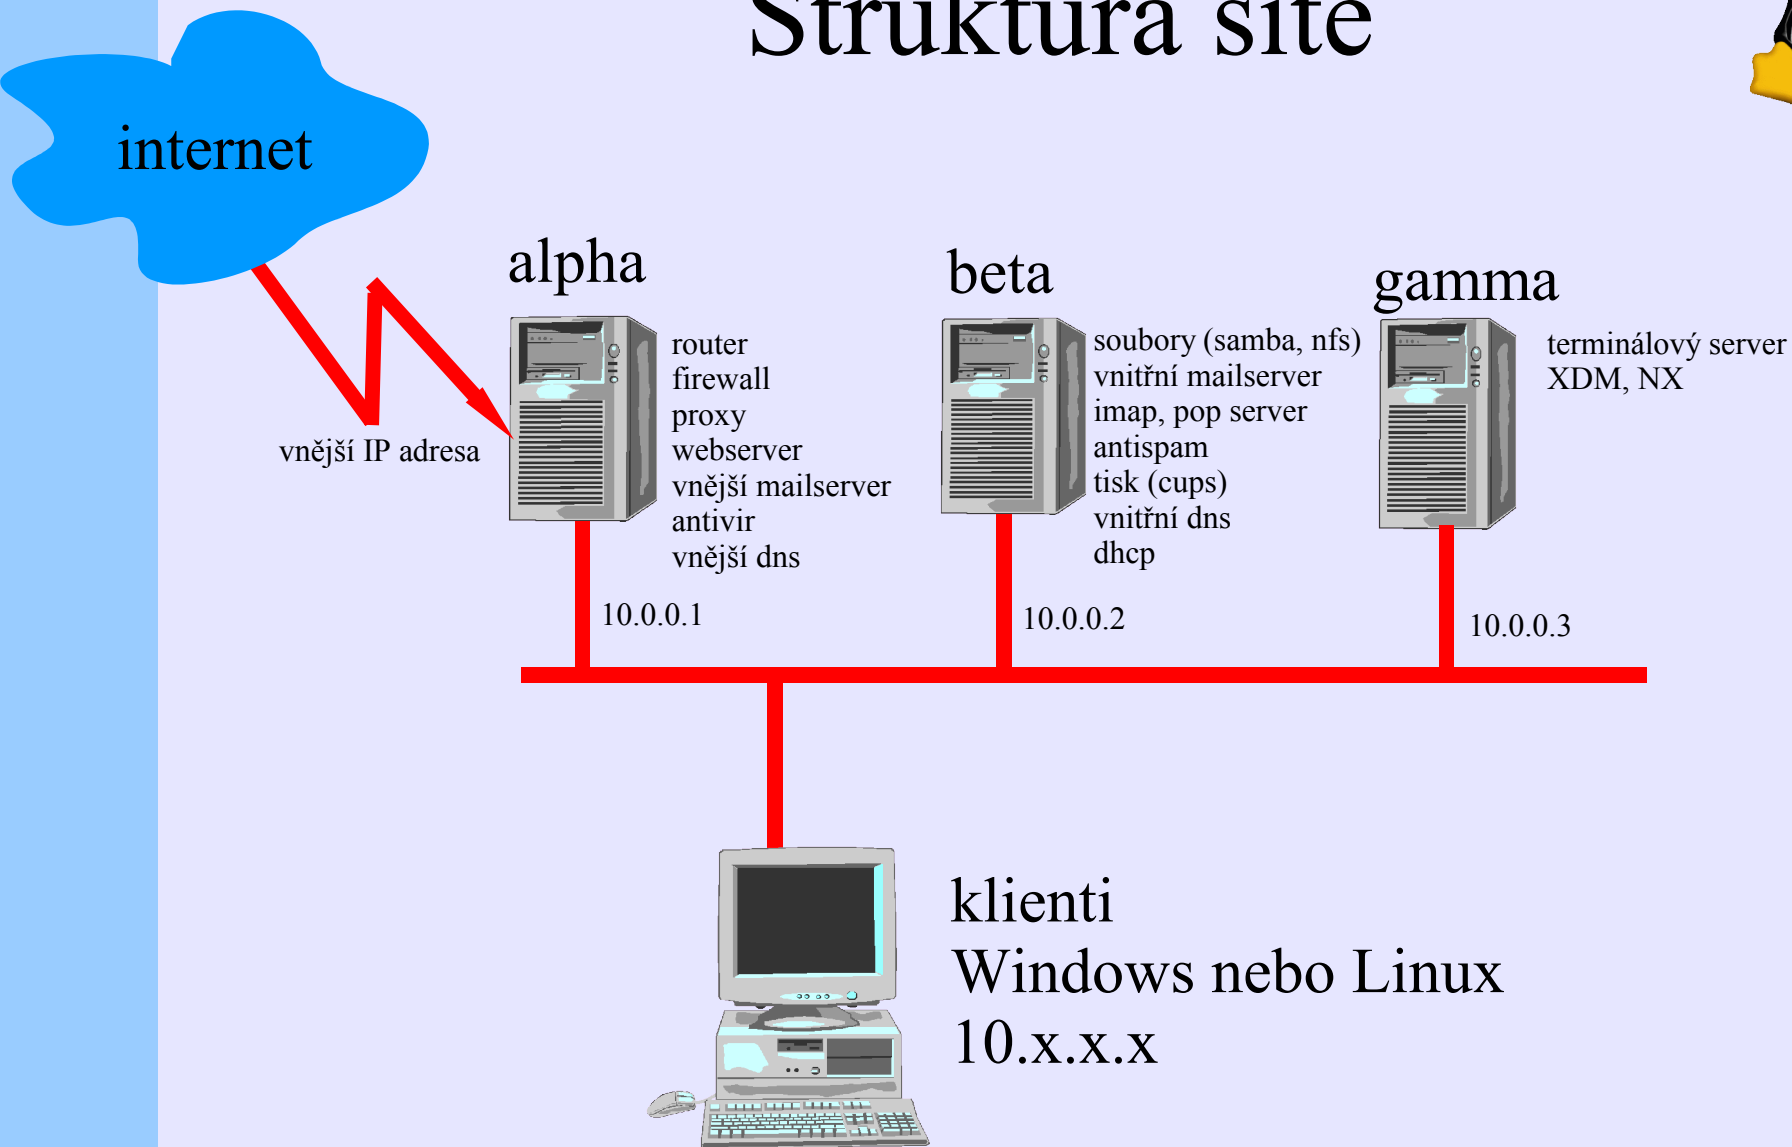 Struktura sítě
internet
alpha
router
firewall
proxy
webserver
vnější mailserver
antivir
vnější dns
vnější IP adresa
10.0.0.1
beta
soubory (samba, nfs)
vnitřní mailserver
imap, pop server
antispam
tisk (cups)
vnitřní dns
dhcp
10.0.0.2
gamma
terminálový server
XDM, NX
10.0.0.3
klienti
Windows nebo Linux
10.x.x.x